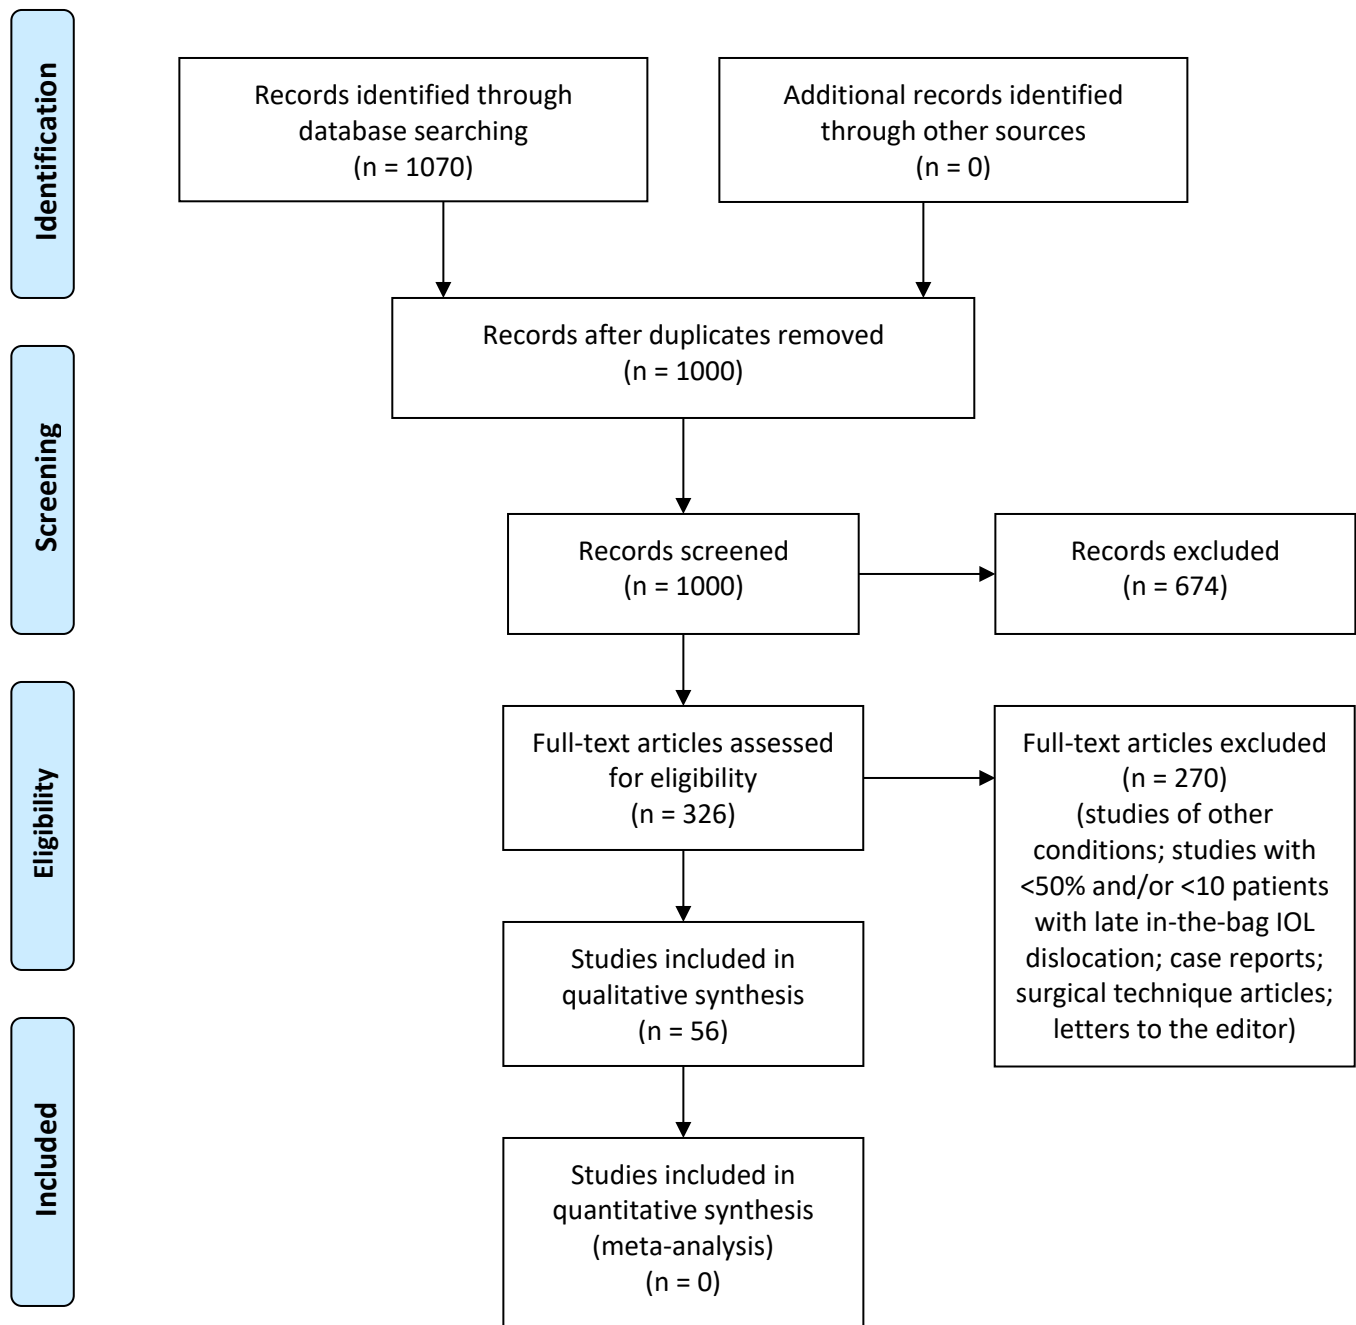 Identification
Records identified through
database searching
(n = 1070)
Additional records identified
through other sources
(n = 0)
Records after duplicates removed
(n = 1000)
Screening
Records screened
(n = 1000)
Records excluded
(n = 674)
Eligibility
Full-text articles assessed
for eligibility
(n = 326)
Full-text articles excluded
(n = 270)
(studies of other
conditions; studies with
<50% and/or <10 patients
with late in-the-bag IOL
dislocation; case reports;
surgical technique articles;
letters to the editor)
Studies included in
qualitative synthesis
(n = 56)
Included
Studies included in
quantitative synthesis
(meta-analysis)
(n = 0)